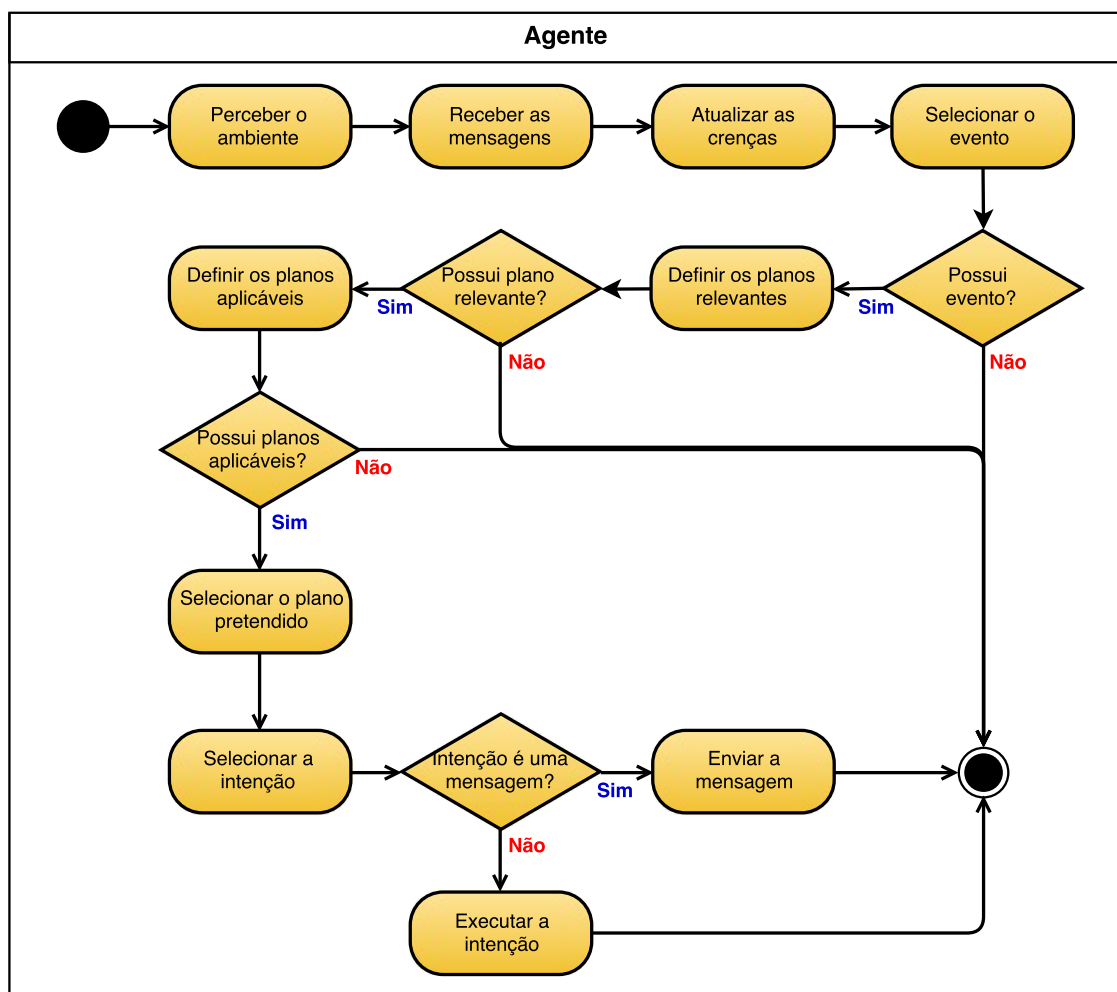 Agente
Perceber o
ambiente
Receber as
mensagens
Atualizar as
crenças
Selecionar o
evento
Definir os planos
aplicáveis
Sim
Possui plano
relevante?
Não
Definir os planos
relevantes
Sim
Possui
evento?
Não
Possui planos
aplicáveis?
Não
Sim
Selecionar o plano
pretendido
Selecionar a
intenção
Intenção é uma
mensagem?
Sim
Não
Enviar a
mensagem
Executar a
intenção